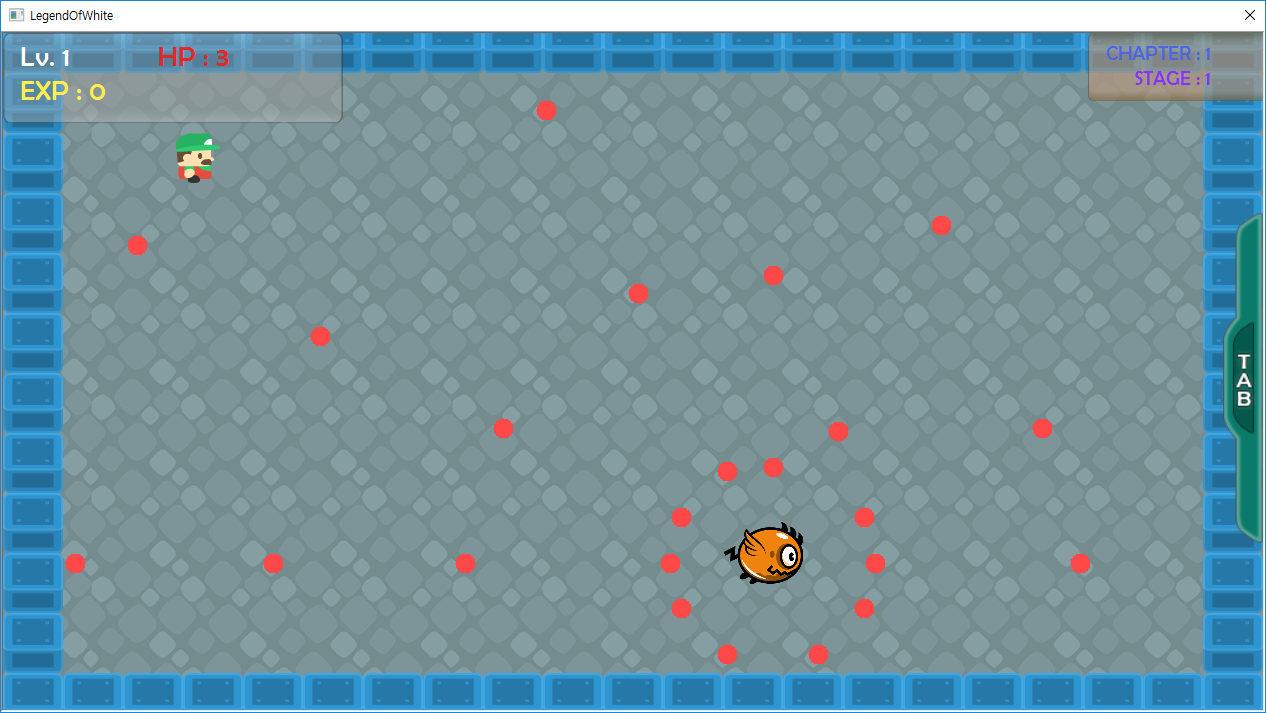 LegendOfWhite
Lv. 1 HP : 3
EXP : 0
CHAPTER : 1
STAGE : 1
TAB